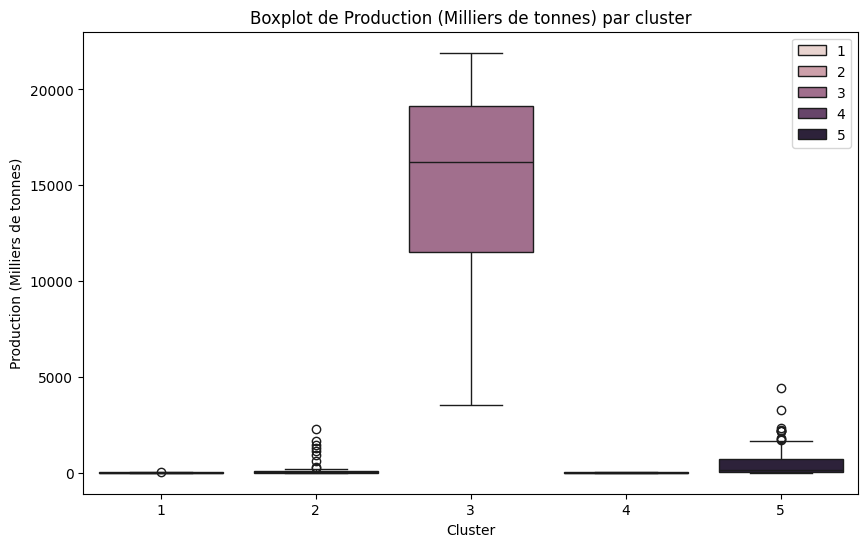 Boxplot de Production (Milliers de tonnes) par cluster
Production (Milliers de tonnes)
20000
15000
10000
5000
0
1
2
3
4
5
1 2 3 4 5
Cluster